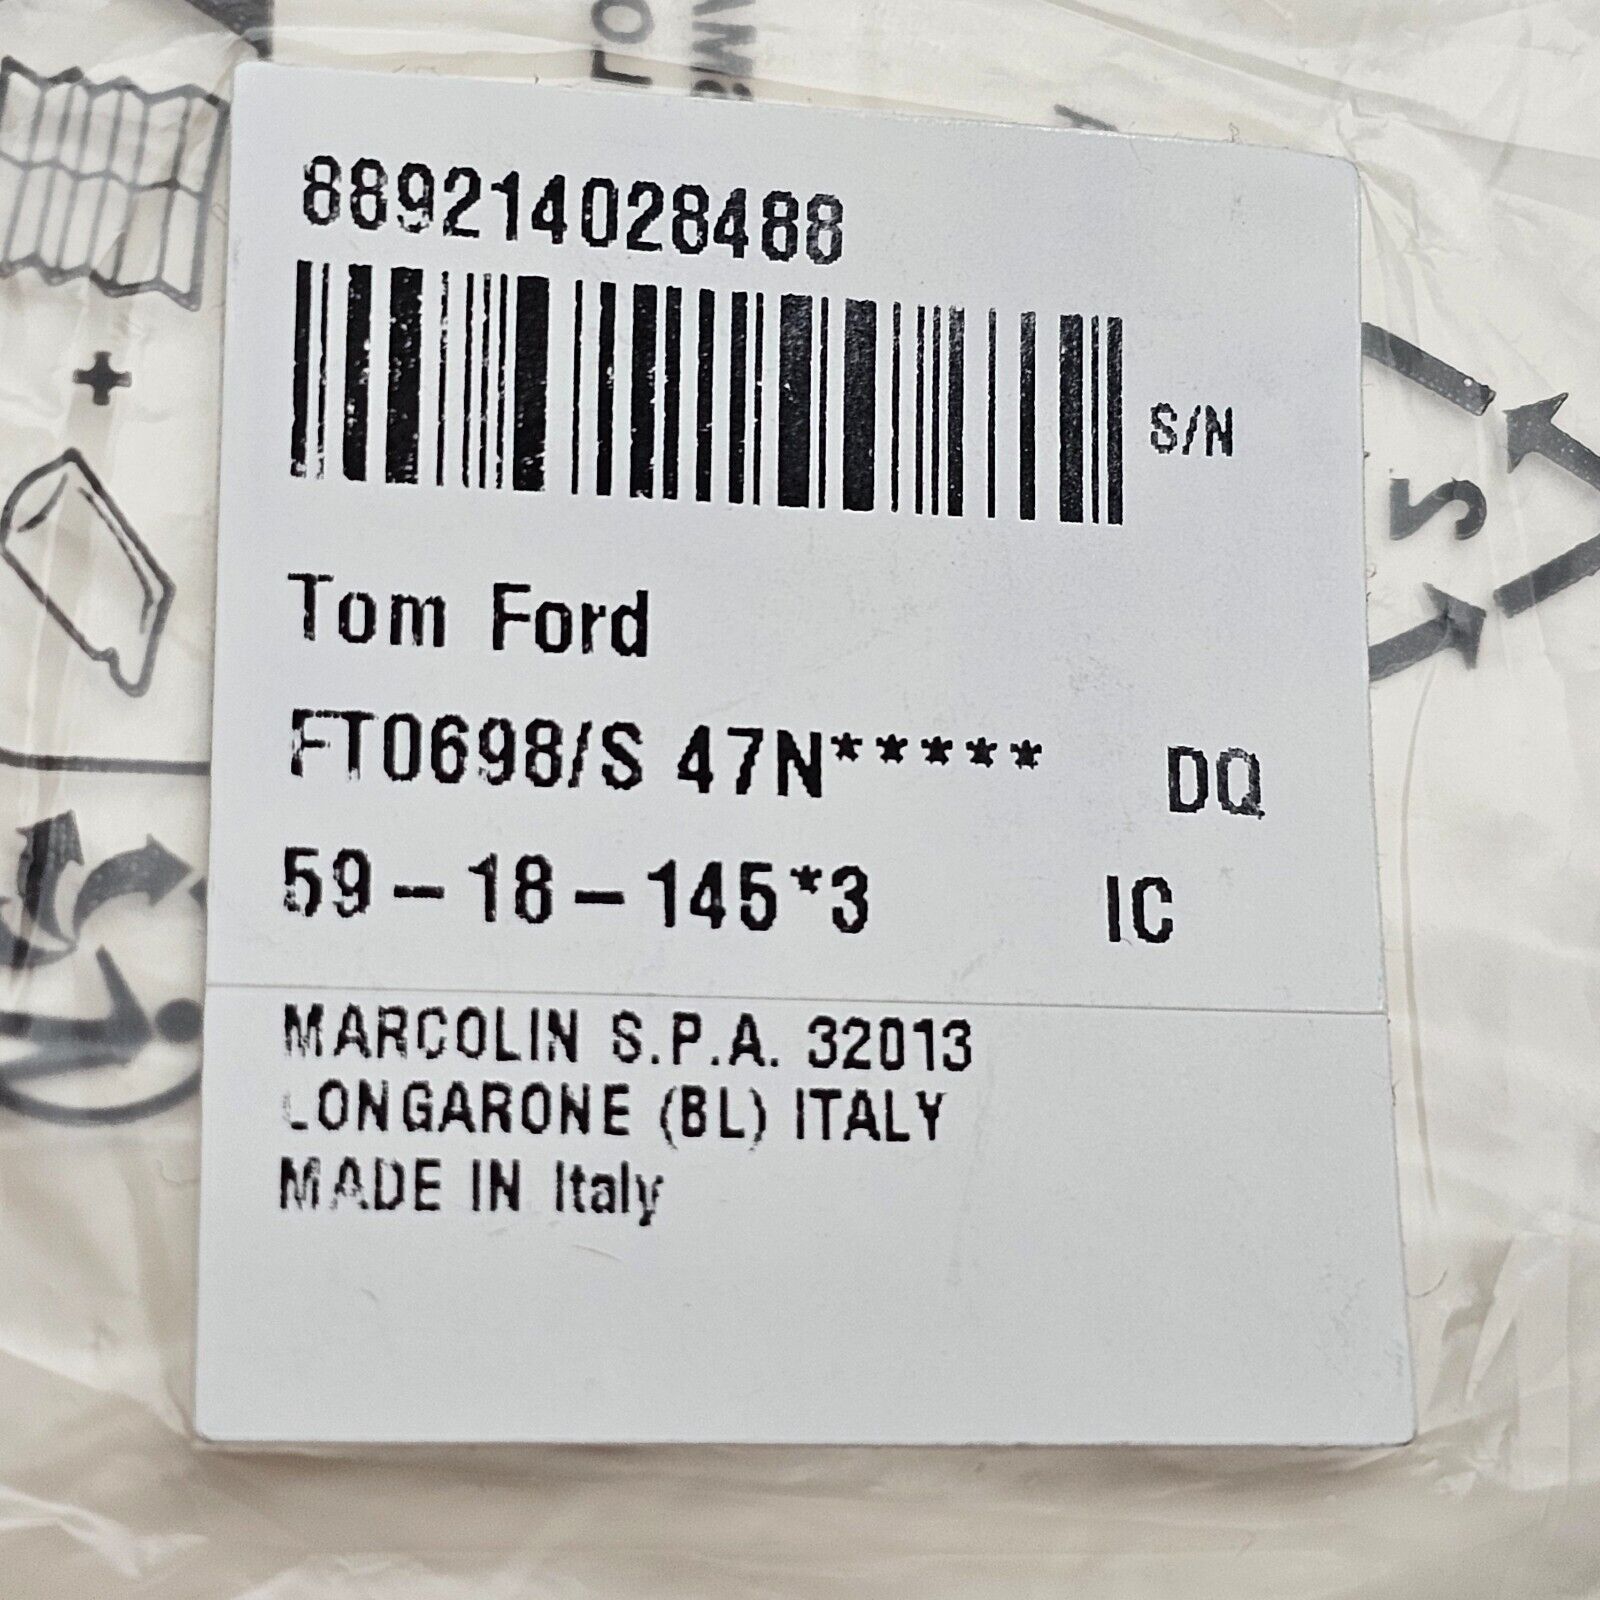 889214028488
S/N
Tom Ford
FT0698/S 47N***** DQ
59-18-145*3 IC
MARCOLIN S.P.A. 32013
LONGARONE (BL) ITALY
MADE IN Italy